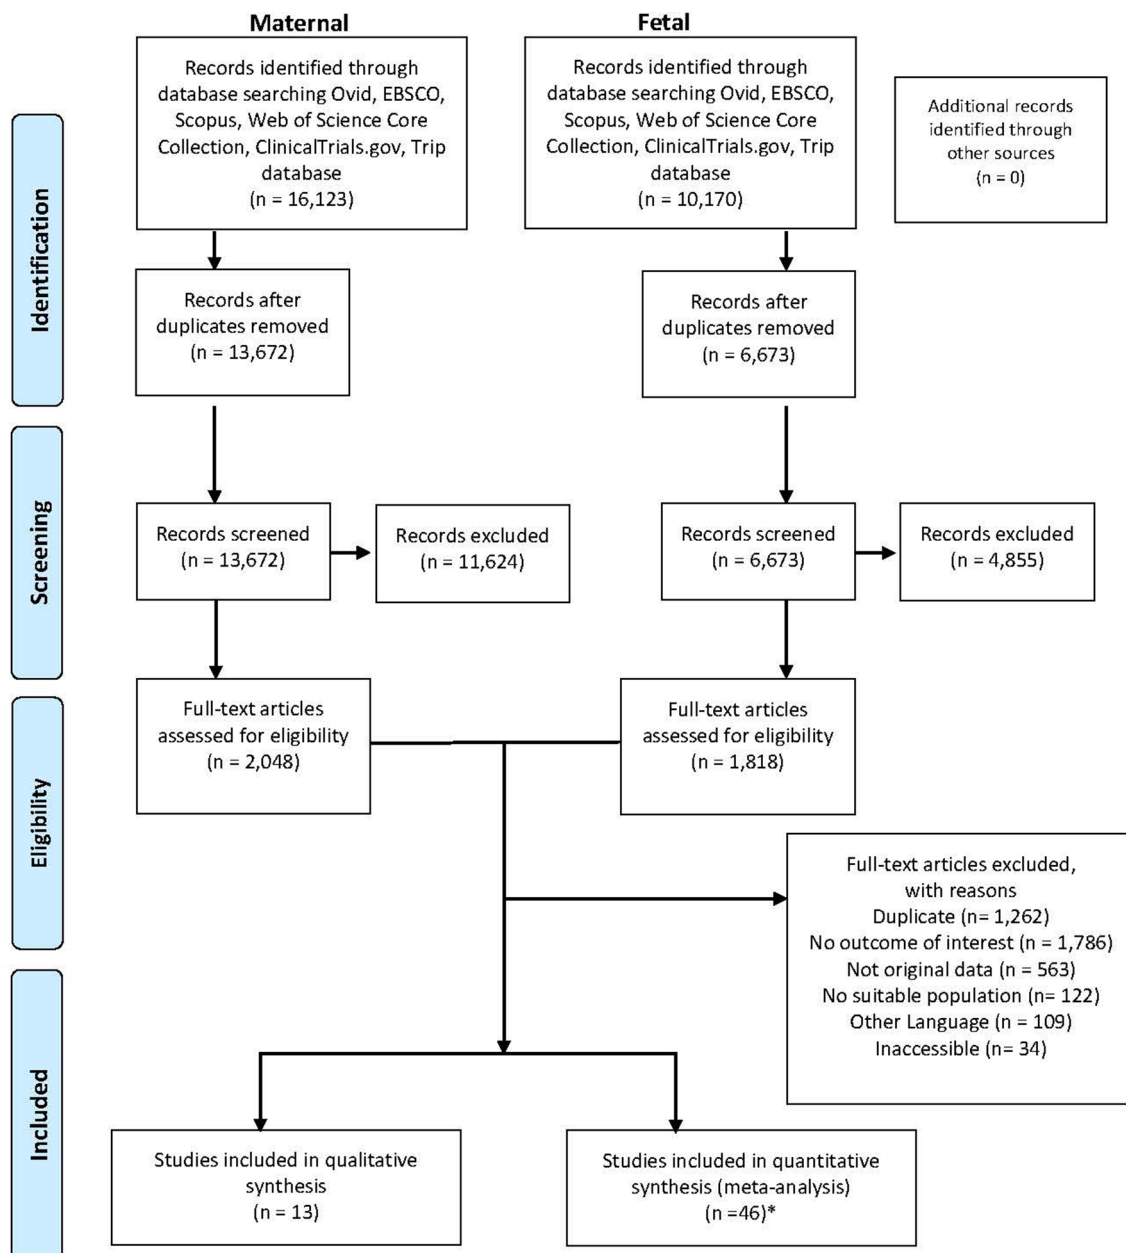 Maternal
Fetal
Records identified through
database searching Ovid, EBSCO,
Scopus, Web of Science Core
Collection, ClinicalTrials.gov, Trip
database
(n = 16,123)
Records identified through
database searching Ovid, EBSCO,
Scopus, Web of Science Core
Collection, ClinicalTrials.gov, Trip
database
(n = 10,170)
Additional records
identified through
other sources
(n = 0)
Identification
Records after
duplicates removed
(n = 13,672)
Records after
duplicates removed
(n = 6,673)
Screening
Records screened
(n = 13,672)
Records excluded
(n = 11,624)
Records screened
(n = 6,673)
Records excluded
(n = 4,855)
Eligibility
Full-text articles
assessed for eligibility
(n = 2,048)
Full-text articles
assessed for eligibility
(n = 1,818)
Full-text articles excluded,
with reasons
Duplicate (n= 1,262)
No outcome of interest (n = 1,786)
Not original data (n = 563)
No suitable population (n= 122)
Other Language (n = 109)
Inaccessible (n= 34)
Included
Studies included in qualitative
synthesis
(n = 13)
Studies included in quantitative
synthesis (meta-analysis)
(n =46)*